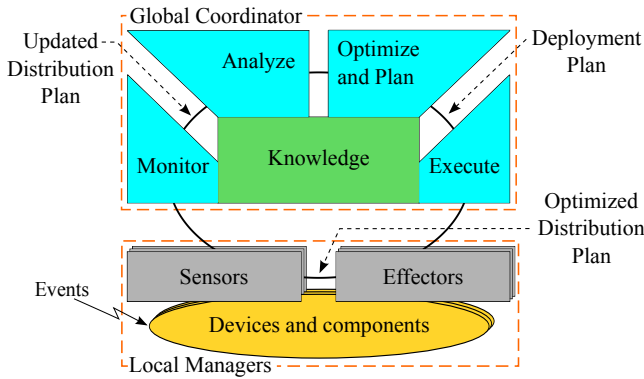 Global Coordinator
Updated
Distribution
Plan
Analyze
Optimize
and Plan
Deployment
Plan
Monitor
Knowledge
Execute
Optimized
Distribution
Plan
Sensors
Effectors
Events
Devices and components
Local Managers